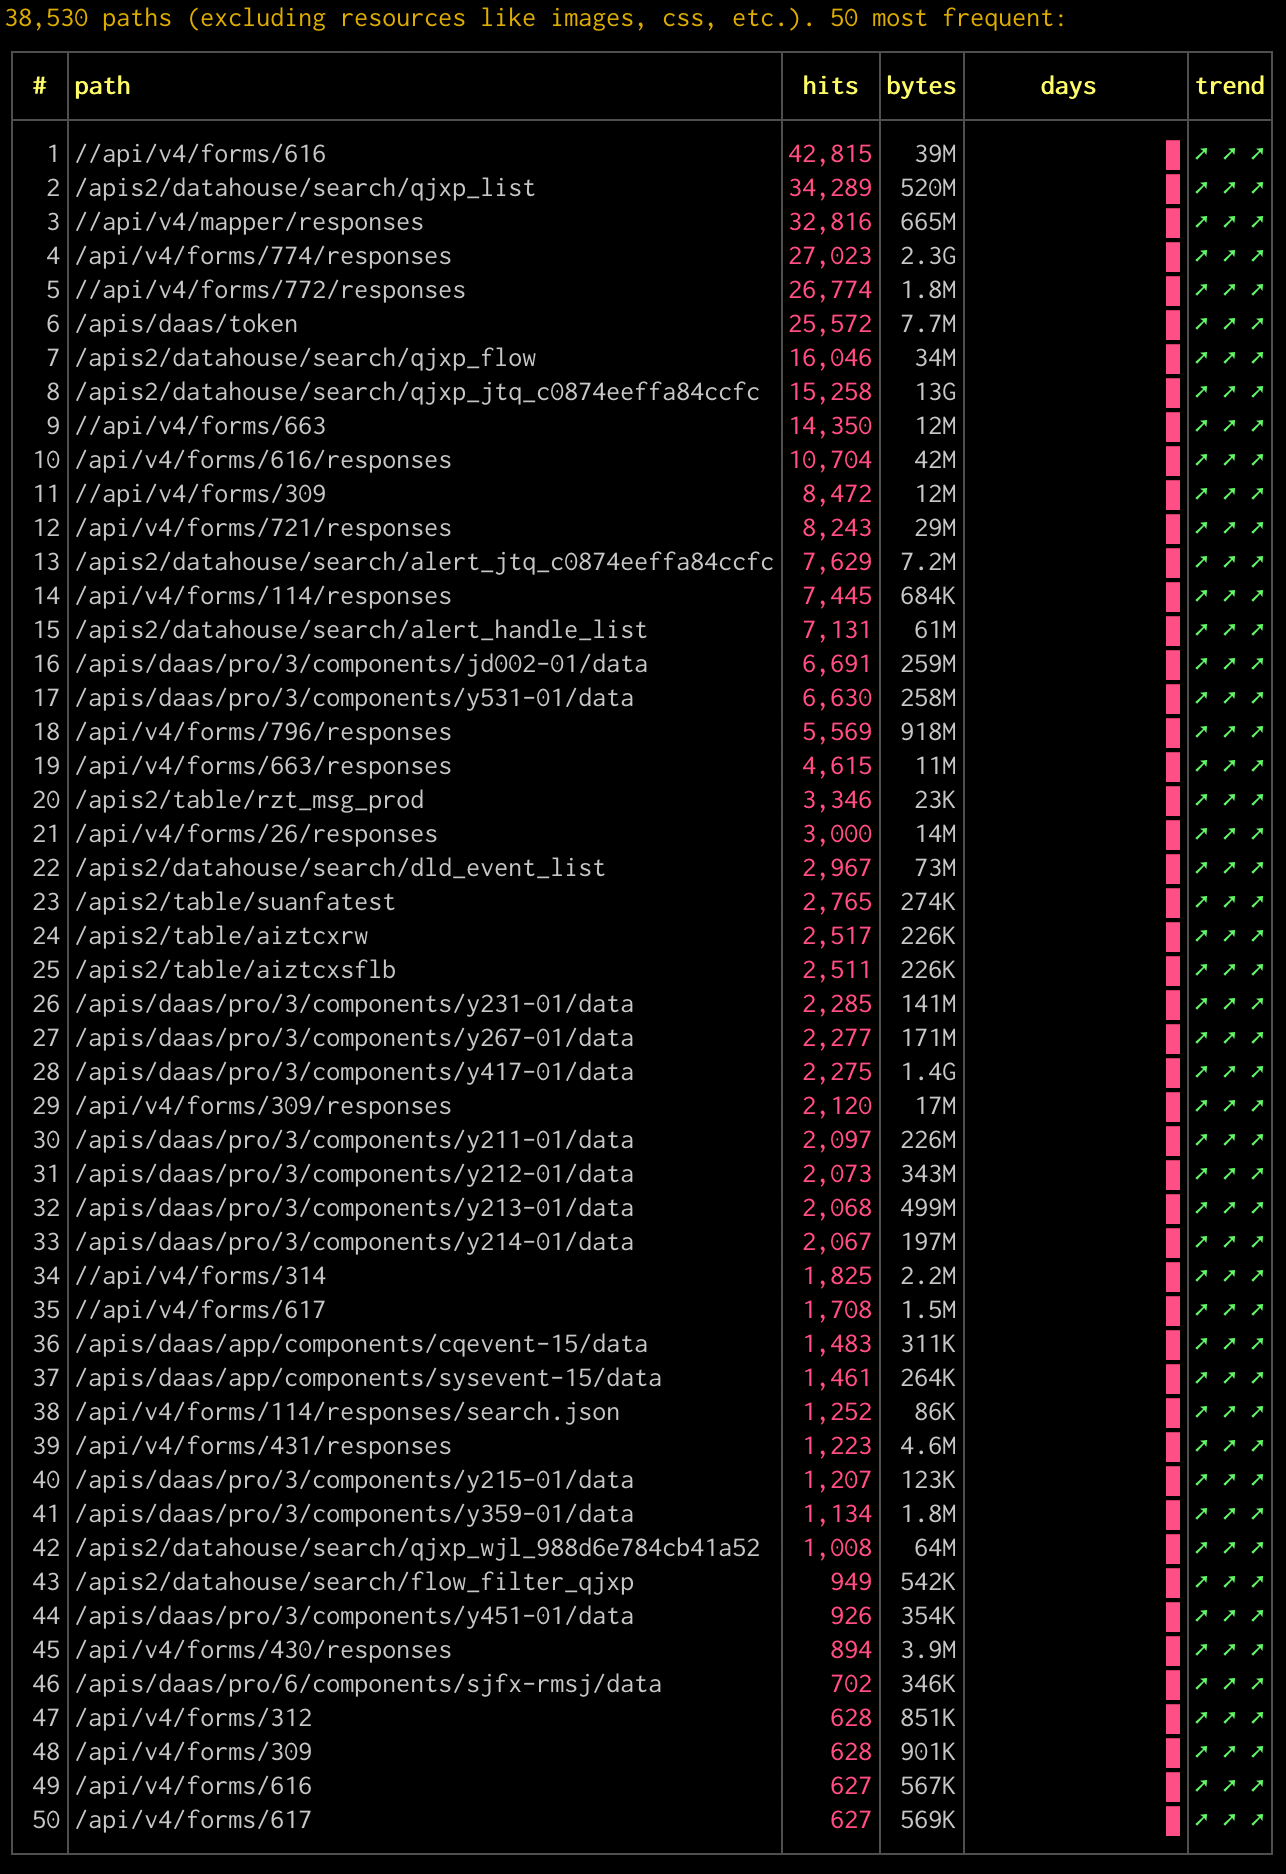 38,530 paths (excluding resources like images, css, etc.). 50 most frequent:
# path hits bytes days trend
1 //api/v4/forms/616 42,815 39M ➚ ➚ ➚
2 /apis2/datahouse/search/qjxp_list 34,289 520M ➚ ➚ ➚
3 //api/v4/mapper/responses 32,816 665M ➚ ➚ ➚
4 /api/v4/forms/774/responses 27,023 2.3G ➚ ➚ ➚
5 //api/v4/forms/772/responses 26,774 1.8M ➚ ➚ ➚
6 /apis/daas/token 25,572 7.7M ➚ ➚ ➚
7 /apis2/datahouse/search/qjxp_flow 16,046 34M ➚ ➚ ➚
8 /apis2/datahouse/search/qjxp_jtq_c0874eeffa84ccfc 15,258 13G ➚ ➚ ➚
9 //api/v4/forms/663 14,350 12M ➚ ➚ ➚
10 /api/v4/forms/616/responses 10,704 42M ➚ ➚ ➚
11 //api/v4/forms/309 8,472 12M ➚ ➚ ➚
12 /api/v4/forms/721/responses 8,243 29M ➚ ➚ ➚
13 /apis2/datahouse/search/alert_jtq_c0874eeffa84ccfc 7,629 7.2M ➚ ➚ ➚
14 /api/v4/forms/114/responses 7,445 684K ➚ ➚ ➚
15 /apis2/datahouse/search/alert_handle_list 7,131 61M ➚ ➚ ➚
16 /apis/daas/pro/3/components/jd002-01/data 6,691 259M ➚ ➚ ➚
17 /apis/daas/pro/3/components/y531-01/data 6,630 258M ➚ ➚ ➚
18 /api/v4/forms/796/responses 5,569 918M ➚ ➚ ➚
19 /api/v4/forms/663/responses 4,615 11M ➚ ➚ ➚
20 /apis2/table/rzt_msg_prod 3,346 23K ➚ ➚ ➚
21 /api/v4/forms/26/responses 3,000 14M ➚ ➚ ➚
22 /apis2/datahouse/search/dld_event_list 2,967 73M ➚ ➚ ➚
23 /apis2/table/suanfatest 2,765 274K ➚ ➚ ➚
24 /apis2/table/aiztcxrw 2,517 226K ➚ ➚ ➚
25 /apis2/table/aiztcxsflb 2,511 226K ➚ ➚ ➚
26 /apis/daas/pro/3/components/y231-01/data 2,285 141M ➚ ➚ ➚
27 /apis/daas/pro/3/components/y267-01/data 2,277 171M ➚ ➚ ➚
28 /apis/daas/pro/3/components/y417-01/data 2,275 1.4G ➚ ➚ ➚
29 /api/v4/forms/309/responses 2,120 17M ➚ ➚ ➚
30 /apis/daas/pro/3/components/y211-01/data 2,097 226M ➚ ➚ ➚
31 /apis/daas/pro/3/components/y212-01/data 2,073 343M ➚ ➚ ➚
32 /apis/daas/pro/3/components/y213-01/data 2,068 499M ➚ ➚ ➚
33 /apis/daas/pro/3/components/y214-01/data 2,067 197M ➚ ➚ ➚
34 //api/v4/forms/314 1,825 2.2M ➚ ➚ ➚
35 //api/v4/forms/617 1,708 1.5M ➚ ➚ ➚
36 /apis/daas/app/components/cqevent-15/data 1,483 311K ➚ ➚ ➚
37 /apis/daas/app/components/sysevent-15/data 1,461 264K ➚ ➚ ➚
38 /api/v4/forms/114/responses/search.json 1,252 86K ➚ ➚ ➚
39 /api/v4/forms/431/responses 1,223 4.6M ➚ ➚ ➚
40 /apis/daas/pro/3/components/y215-01/data 1,207 123K ➚ ➚ ➚
41 /apis/daas/pro/3/components/y359-01/data 1,134 1.8M ➚ ➚ ➚
42 /apis2/datahouse/search/qjxp_wjl_988d6e784cb41a52 1,008 64M ➚ ➚ ➚
43 /apis2/datahouse/search/flow_filter_qjxp 949 542K ➚ ➚ ➚
44 /apis/daas/pro/3/components/y451-01/data 926 354K ➚ ➚ ➚
45 /api/v4/forms/430/responses 894 3.9M ➚ ➚ ➚
46 /apis/daas/pro/6/components/sjfx-rmsj/data 702 346K ➚ ➚ ➚
47 /api/v4/forms/312 628 851K ➚ ➚ ➚
48 /api/v4/forms/309 628 901K ➚ ➚ ➚
49 /api/v4/forms/616 627 567K ➚ ➚ ➚
50 /api/v4/forms/617 627 569K ➚ ➚ ➚